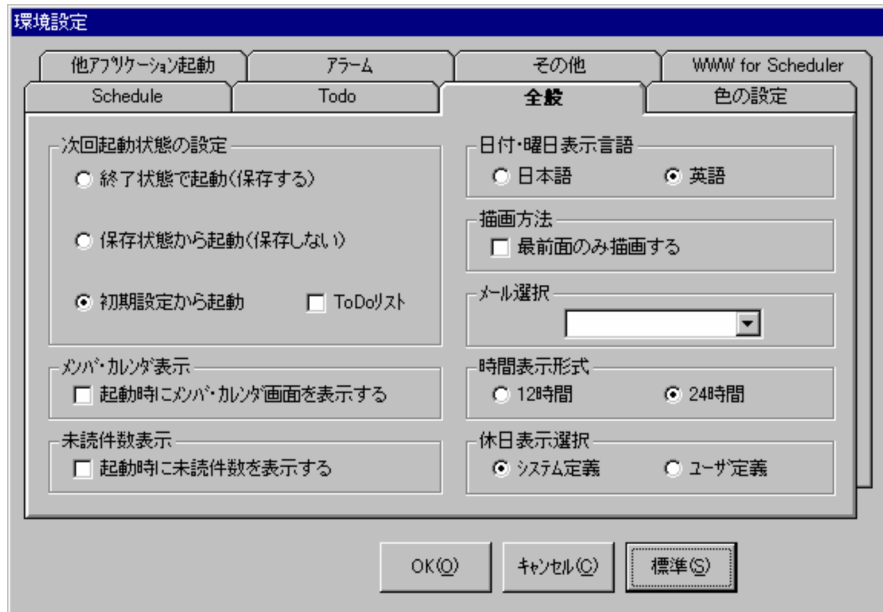 環境設定
他ｱﾌﾟﾘｹｰｼｮﾝ起動
ｱﾗｰﾑ
その他
WWW for Scheduler
Schedule
Todo
全般
色の設定
次回起動状態の設定
終了状態で起動(保存する)
保存状態から起動(保存しない)
初期設定から起動
ToDoﾘｽﾄ
ﾒﾝﾊﾞ・ｶﾚﾝﾀﾞ表示
起動時にﾒﾝﾊﾞ・ｶﾚﾝﾀﾞ画面を表示する
未読件数表示
起動時に未読件数を表示する
日付・曜日表示言語
日本語
英語
描画方法
最前面のみ描画する
ﾒｰﾙ選択
時間表示形式
12時間
24時間
休日表示選択
ｼｽﾃﾑ定義
ﾕｰｻﾞ定義
OK(O)
ｷｬﾝｾﾙ(C)
標準(S)